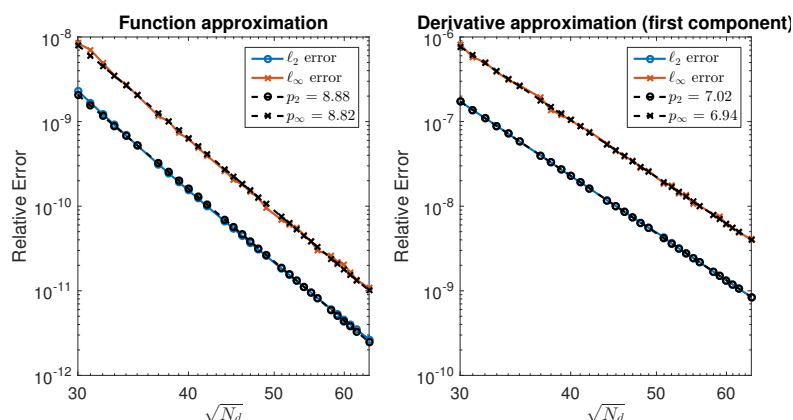 Function approximation
10^-8
10^-9
10^-10
10^-11
10^-12
Relative Error
ℓ2 error
ℓ∞ error
p2 = 8.88
p∞ = 8.82
30
40
50
60
√Nd
Derivative approximation (first component)
10^-6
10^-7
10^-8
10^-9
10^-10
Relative Error
ℓ2 error
ℓ∞ error
p2 = 7.02
p∞ = 6.94
30
40
50
60
√Nd